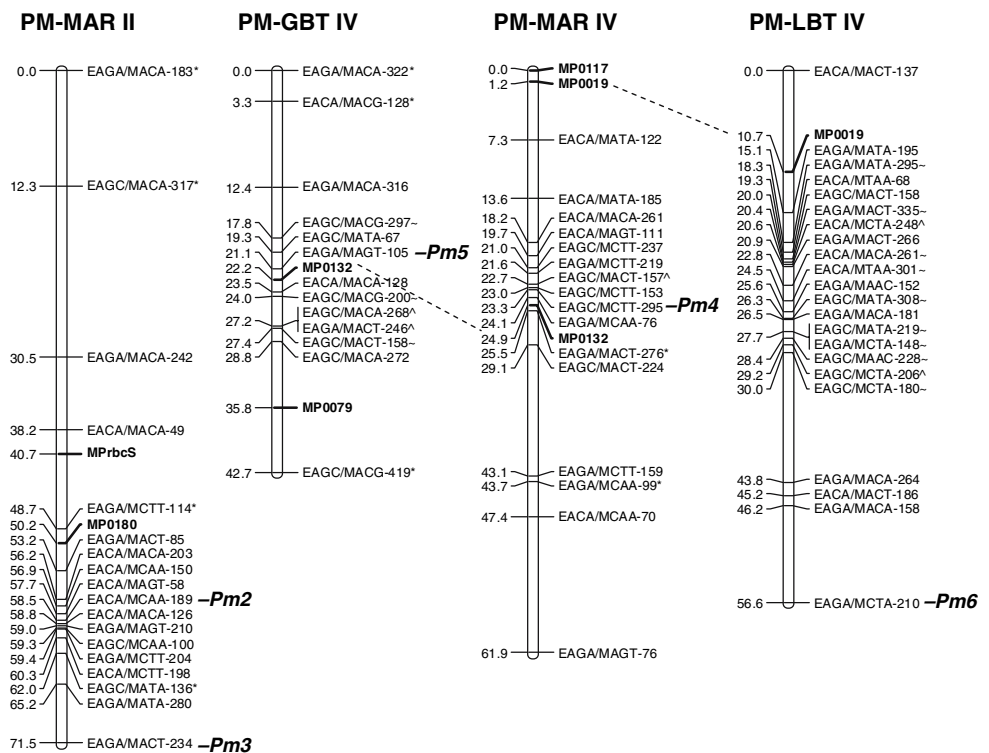 PM-MAR II
0.0 EAGA/MACA-183*
12.3 EAGC/MACA-317*
30.5 EACA/MACA-242
38.2 EACA/MACA-49
40.7 MPrbcS
48.7 EAGA/MCTT-114*
50.2 MP0180
53.2 EAGA/MACT-85
56.2 EACA/MACA-203
56.9 EACA/MCAA-150
57.7 EACA/MAGT-58
58.5 EACA/MCAA-189 –Pm2
58.8 EACA/MACA-126
59.0 EAGA/MAGT-210
59.3 EAGC/MCAA-100
59.4 EAGA/MCTT-204
60.3 EACA/MCTT-198
62.0 EAGC/MATA-136*
65.2 EAGA/MATA-280
71.5 EAGA/MACT-234 –Pm3
PM-GBT IV
0.0 EAGA/MACA-322*
3.3 EACA/MACG-128*
12.4 EAGA/MACA-316
17.8 EAGC/MACG-297~
19.3 EAGC/MATA-67
21.1 EAGA/MAGT-105 –Pm5
22.2 MP0132
23.5 EACA/MACA-128
24.0 EAGC/MACG-200~
27.2 EAGC/MACA-268^
EAGA/MACT-246^
27.4 EAGC/MACT-158~
28.8 EAGC/MACA-272
35.8 MP0079
42.7 EAGC/MACG-419*
PM-MAR IV
0.0 MP0117
1.2 MP0019
7.3 EACA/MATA-122
13.6 EACA/MATA-185
18.2 EACA/MACA-261
19.7 EACA/MAGT-111
21.0 EAGC/MCTT-237
21.6 EAGA/MCTT-219
22.7 EAGC/MACT-157^
23.0 EAGC/MCTT-153
23.3 EAGC/MCTT-295 –Pm4
24.1 EAGA/MCAA-76
24.9 MP0132
25.5 EAGA/MACT-276*
29.1 EAGC/MACT-224
43.1 EAGA/MCTT-159
43.7 EAGA/MCAA-99*
47.4 EACA/MCAA-70
61.9 EAGA/MAGT-76
PM-LBT IV
0.0 EACA/MACT-137
10.7 MP0019
15.1 EAGA/MATA-195
18.3 EAGA/MATA-295~
19.3 EACA/MTAA-68
20.0 EAGC/MACT-158
20.4 EAGA/MACT-335~
20.6 EACA/MCTA-248^
20.9 EAGA/MACT-266
22.8 EACA/MACA-261~
24.5 EACA/MTAA-301~
25.6 EAGA/MAAC-152
26.3 EAGC/MATA-308~
26.5 EAGA/MACA-181
27.7 EAGC/MATA-219~
EAGA/MCTA-148~
28.4 EAGC/MAAC-228~
29.2 EAGC/MCTA-206^
30.0 EAGC/MCTA-180~
43.8 EAGA/MACA-264
45.2 EACA/MACT-186
46.2 EAGA/MACA-158
56.6 EAGA/MCTA-210 –Pm6